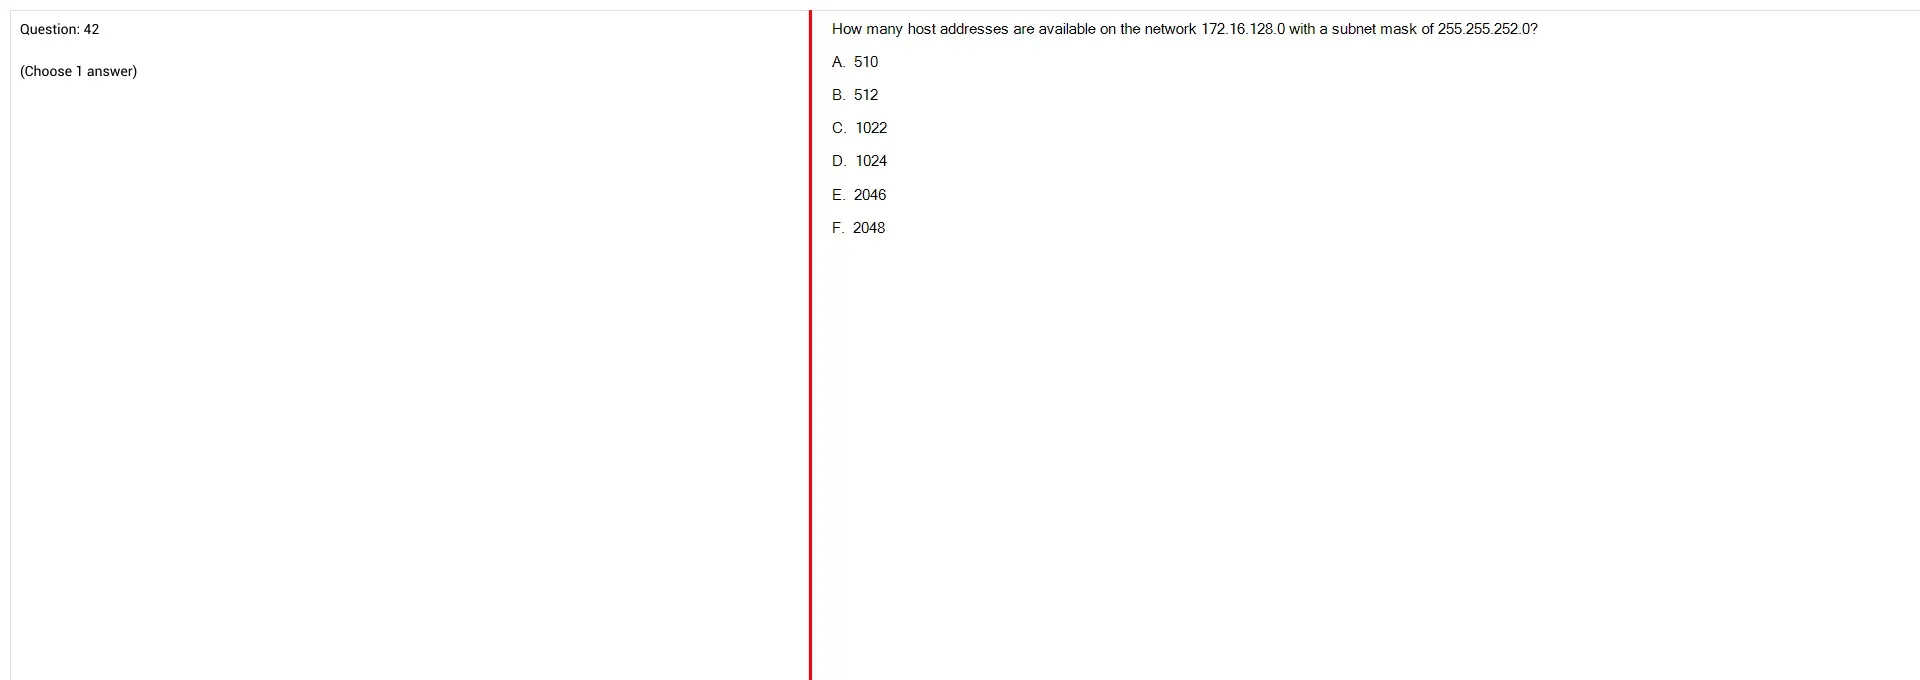 Question: 42
(Choose 1 answer)
How many host addresses are available on the network 172.16.128.0 with a subnet mask of 255.255.252.0?
A. 510
B. 512
C. 1022
D. 1024
E. 2046
F. 2048